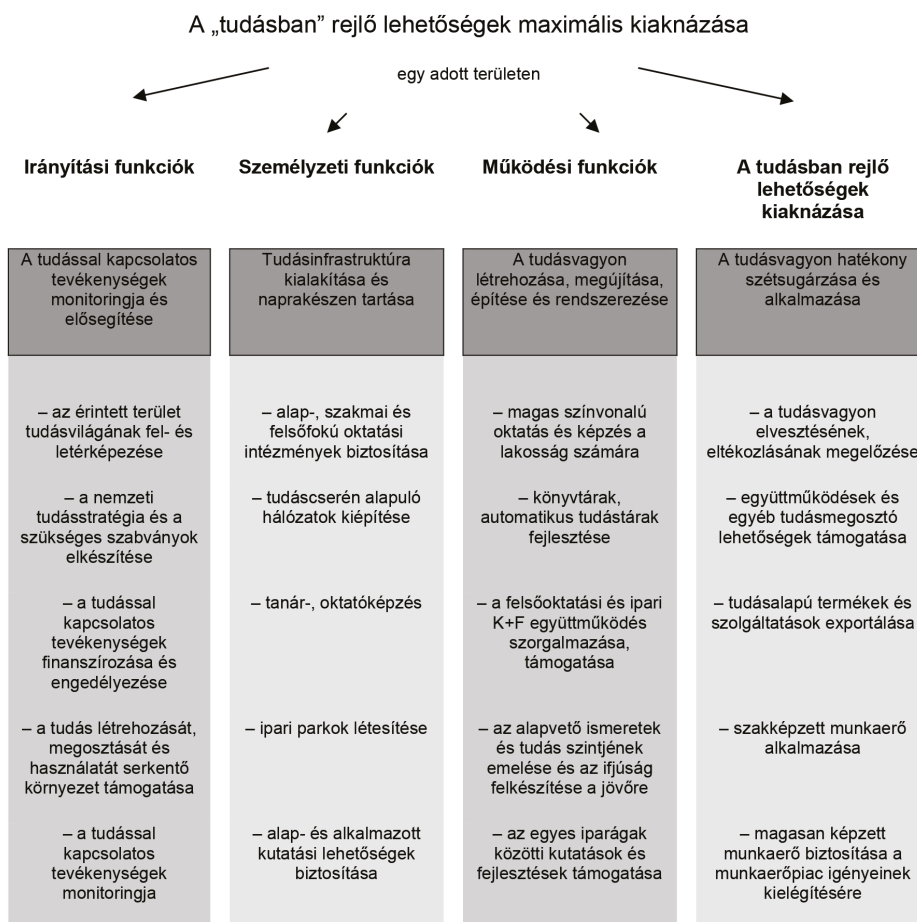 A „tudásban” rejlő lehetőségek maximális kiaknázása
egy adott területen
Irányítási funkciók
A tudással kapcsolatos
tevékenységek
monitoringja és
elősegítése
– az érintett terület
tudásvilágának fel- és
letérképezése
– a nemzeti
tudásstratégia és a
szükséges szabványok
elkészítése
– a tudással
kapcsolatos
tevékenységek
finanszírozása és
engedélyezése
– a tudás létrehozását,
megosztását és
használatát serkentő
környezet támogatása
– a tudással
kapcsolatos
tevékenységek
monitoringja
Személyzeti funkciók
Tudásinfrastruktúra
kialakítása és
naprakészen tartása
– alap-, szakmai és
felsőfokú oktatási
intézmények biztosítása
– tudáscserén alapuló
hálózatok kiépítése
– tanár-, oktatóképzés
– ipari parkok létesítése
– alap- és alkalmazott
kutatási lehetőségek
biztosítása
Működési funkciók
A tudásvagyon
létrehozása, megújítása,
építése és rendszerezése
– magas színvonalú
oktatás és képzés a
lakosság számára
– könyvtárak,
automatikus tudástárak
fejlesztése
– a felsőoktatási és ipari
K+F együttműködés
szorgalmazása,
támogatása
– az alapvető ismeretek
és tudás szintjének
emelése és az ifjúság
felkészítése a jövőre
– az egyes iparágak
közötti kutatások és
fejlesztések támogatása
A tudásban rejlő
lehetőségek
kiaknázása
A tudásvagyon hatékony
szétsugárzása és
alkalmazása
– a tudásvagyon
elvesztésének,
eltékozlásának megelőzése
– együttműködések és
egyéb tudásmegosztó
lehetőségek támogatása
– tudásalapú termékek és
szolgáltatások exportálása
– szakképzett munkaerő
alkalmazása
– magasan képzett
munkaerő biztosítása a
munkaerőpiac igényeinek
kielégítésére